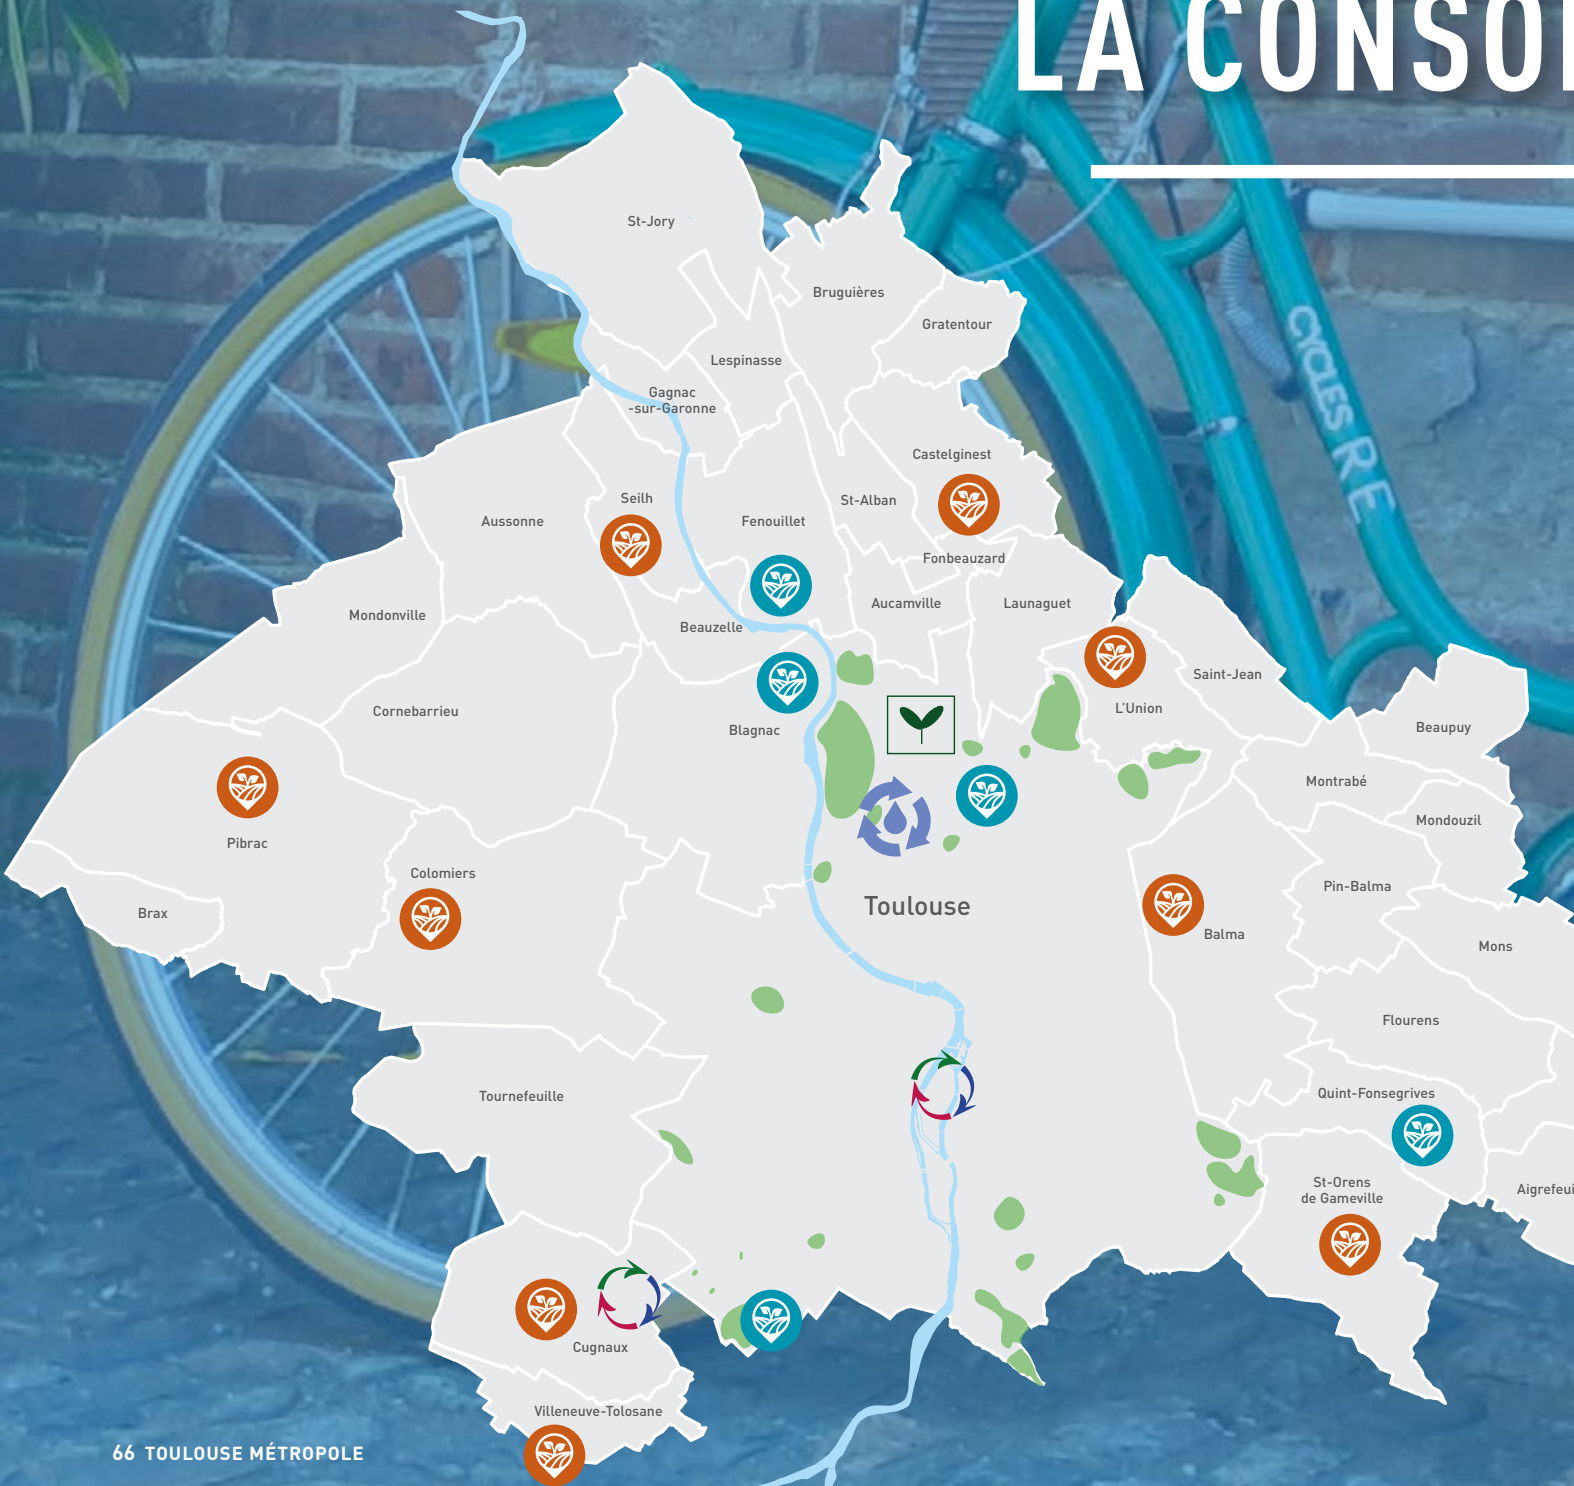 LA CONSO
CYCLES RE
St-Jory
Bruguières
Gratentour
Lespinasse
Gagnac
-sur-Garonne
Castelginest
Seilh
St-Alban
Aussonne
Fenouillet
Fonbeauzard
Aucamville
Launaguet
Mondonville
Beauzelle
Saint-Jean
Cornebarrieu
L'Union
Blagnac
Beaupuy
Montrabé
Mondouzil
Pibrac
Colomiers
Pin-Balma
Toulouse
Brax
Balma
Mons
Flourens
Tournefeuille
Quint-Fonsegrives
St-Orens
de Gameville
Aigrefeui
Cugnaux
Villeneuve-Tolosane
66 TOULOUSE MÉTROPOLE